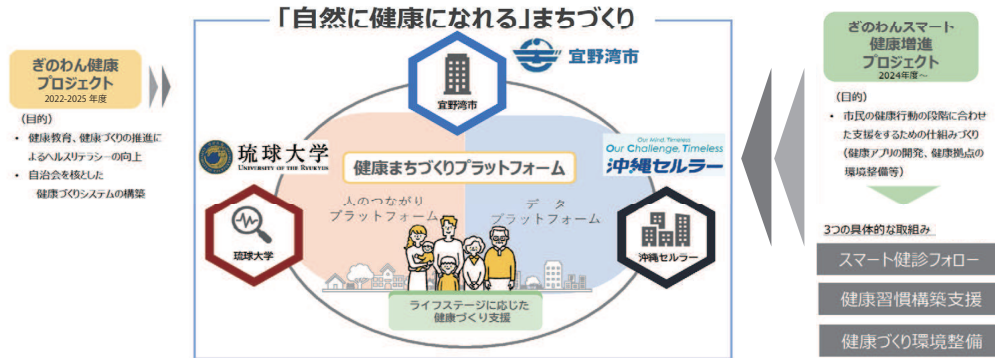 「自然に健康になれる」まちづくり
ぎのわん健康
プロジェクト
2022-2025 年度
(目的)
• 健康教育、健康づくりの推進に
よるヘルスリテラシーの向上
• 自治会を核とした
健康づくりシステムの構築
宜野湾市
宜野湾市
琉球大学
UNIVERSITY OF THE RYUKYUS
Our Mind, Timeless
Our Challenge, Timeless
沖縄セルラー
健康まちづくりプラットフォーム
人のつながり
プラットフォーム
データ
プラットフォーム
琉球大学
沖縄セルラー
ライフステージに応じた
健康づくり支援
ぎのわんスマート
健康増進
プロジェクト
2024年度~
(目的)
• 市民の健康行動の段階に合わせ
た支援をするための仕組みづくり
(健康アプリの開発、健康拠点の
環境整備等)
3つの具体的な取組み
スマート健診フォロー
健康習慣構築支援
健康づくり環境整備